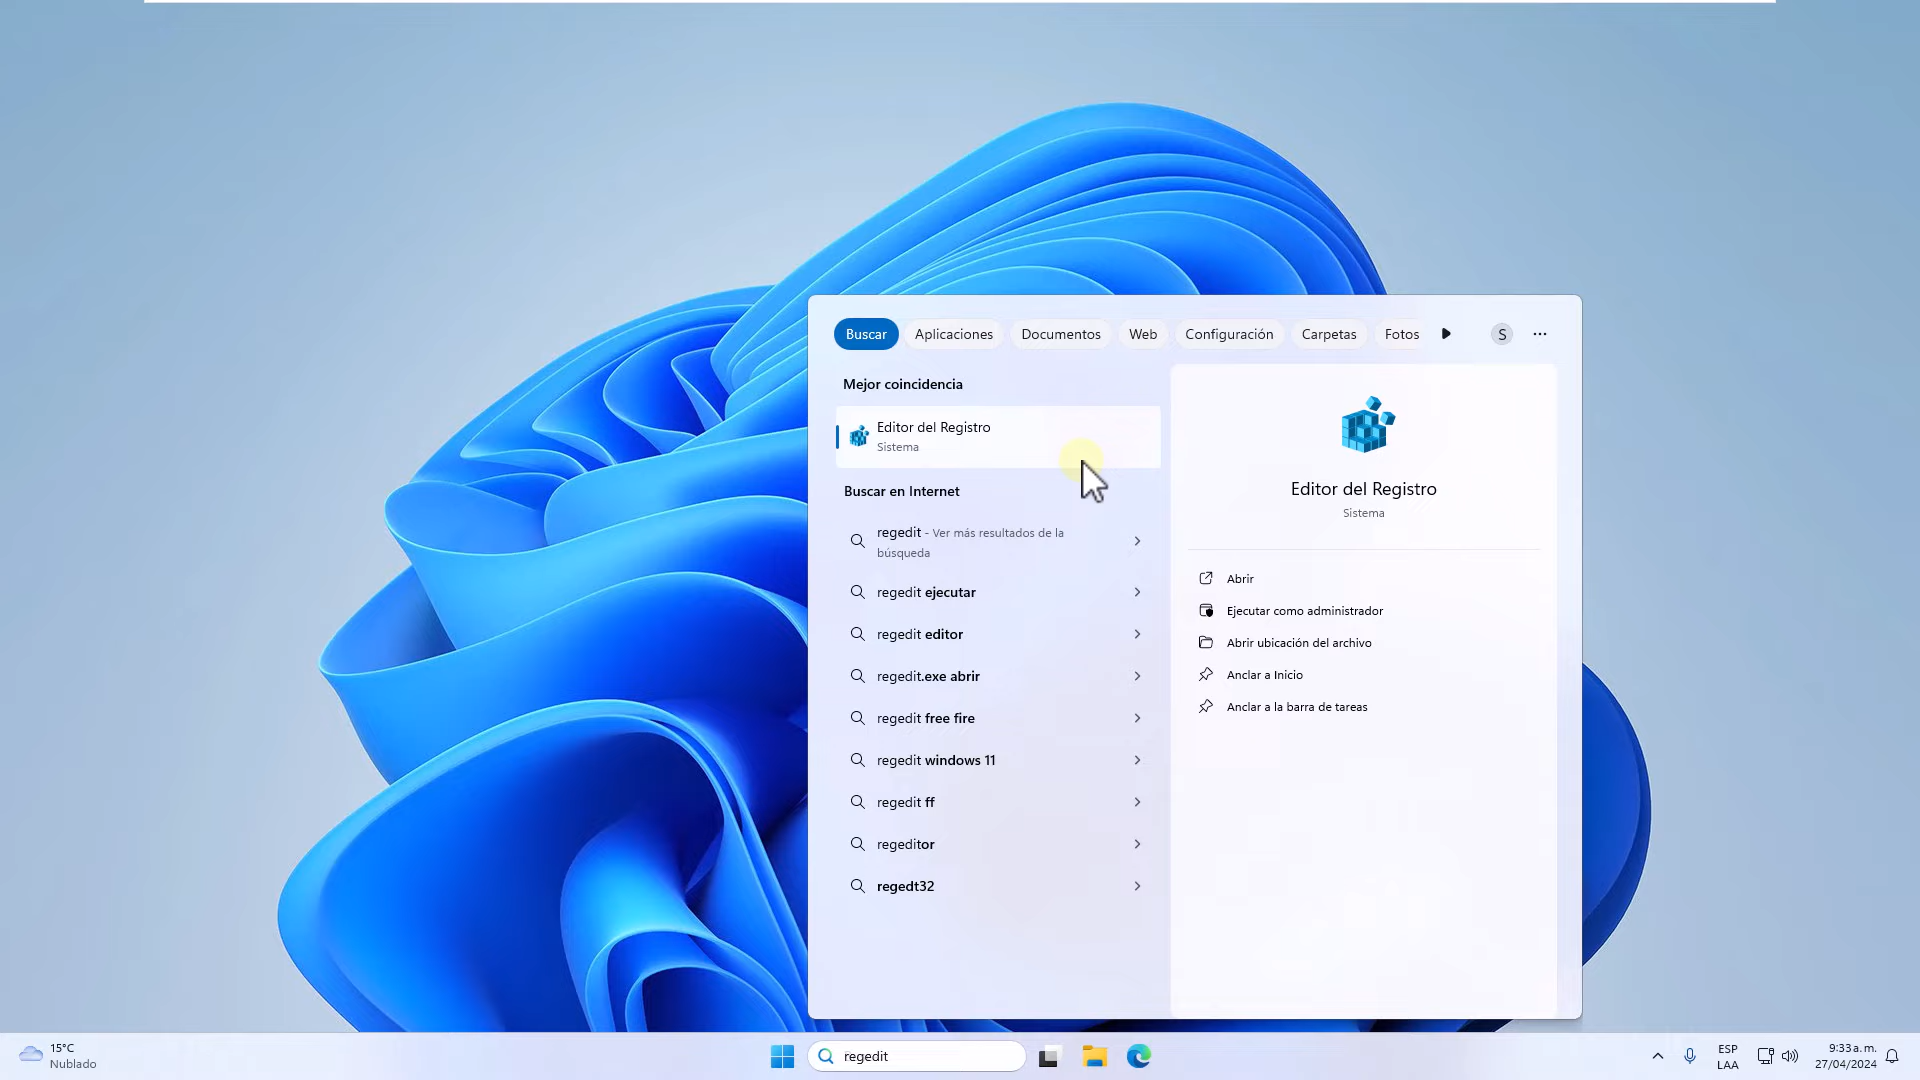 Buscar
Aplicaciones
Documentos
Web
Configuración
Carpetas
Fotos
S
Mejor coincidencia
Editor del Registro
Sistema
Buscar en Internet
regedit - Ver más resultados de la
búsqueda
regedit ejecutar
regedit editor
regedit.exe abrir
regedit free fire
regedit windows 11
regedit ff
regeditor
regedt32
Editor del Registro
Sistema
Abrir
Ejecutar como administrador
Abrir ubicación del archivo
Anclar a Inicio
Anclar a la barra de tareas
15°C
Nublado
regedit
ESP
LAA
9:33 a. m.
27/04/2024